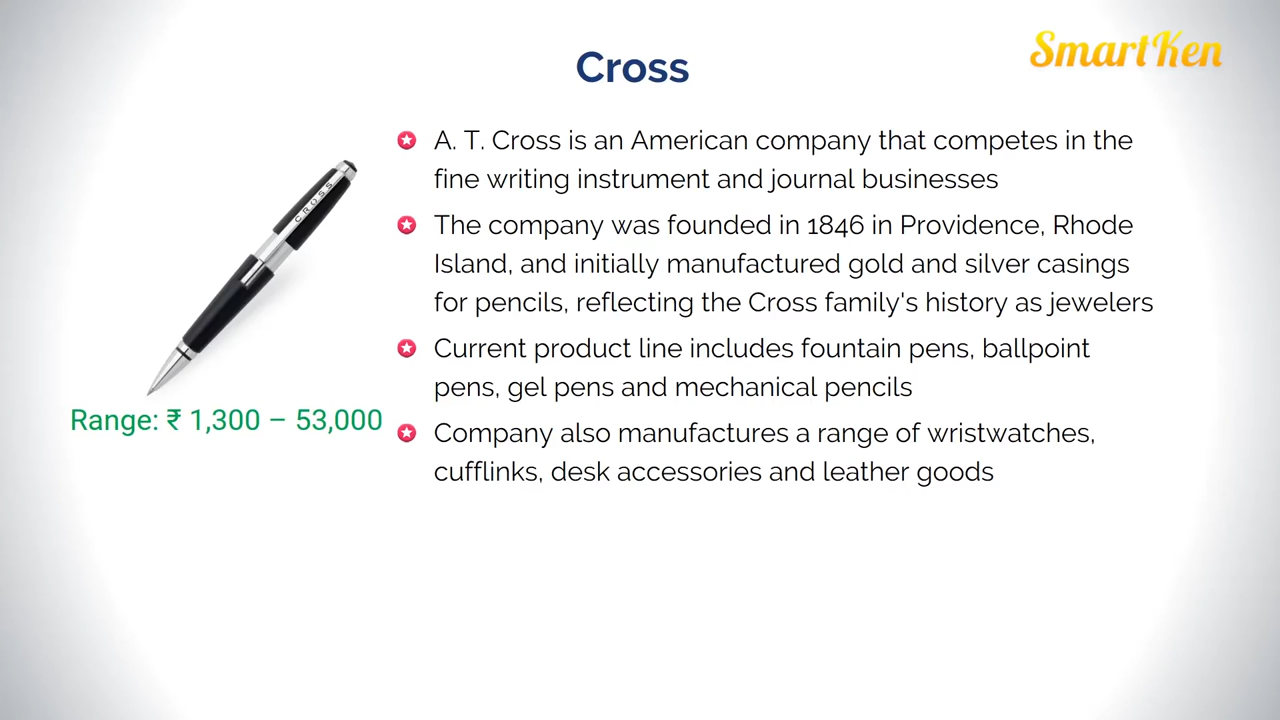 SmartKen
Cross
A. T. Cross is an American company that competes in the
fine writing instrument and journal businesses
The company was founded in 1846 in Providence, Rhode
Island, and initially manufactured gold and silver casings
for pencils, reflecting the Cross family's history as jewelers
Current product line includes fountain pens, ballpoint
pens, gel pens and mechanical pencils
Company also manufactures a range of wristwatches,
cufflinks, desk accessories and leather goods
CROSS
Range: ₹ 1,300 – 53,000